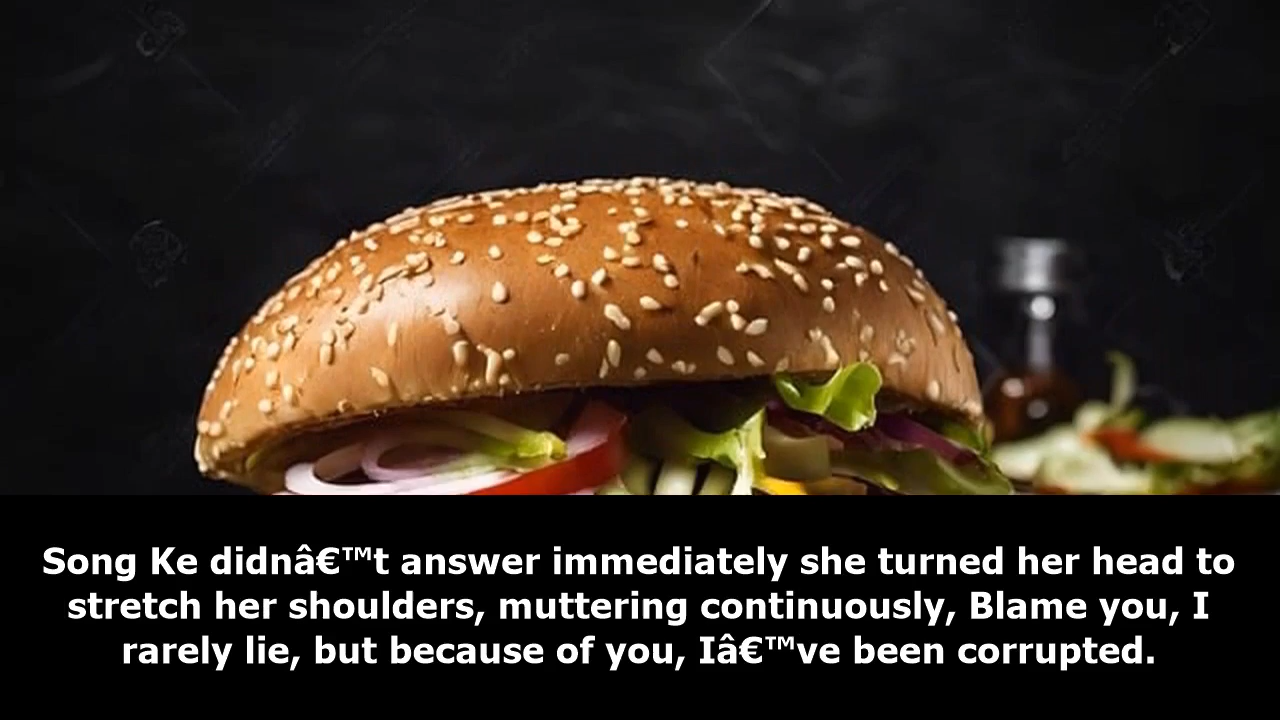 Song Ke didnâ€™t answer immediately she turned her head to
stretch her shoulders, muttering continuously, Blame you, I
rarely lie, but because of you, Iâ€™ve been corrupted.